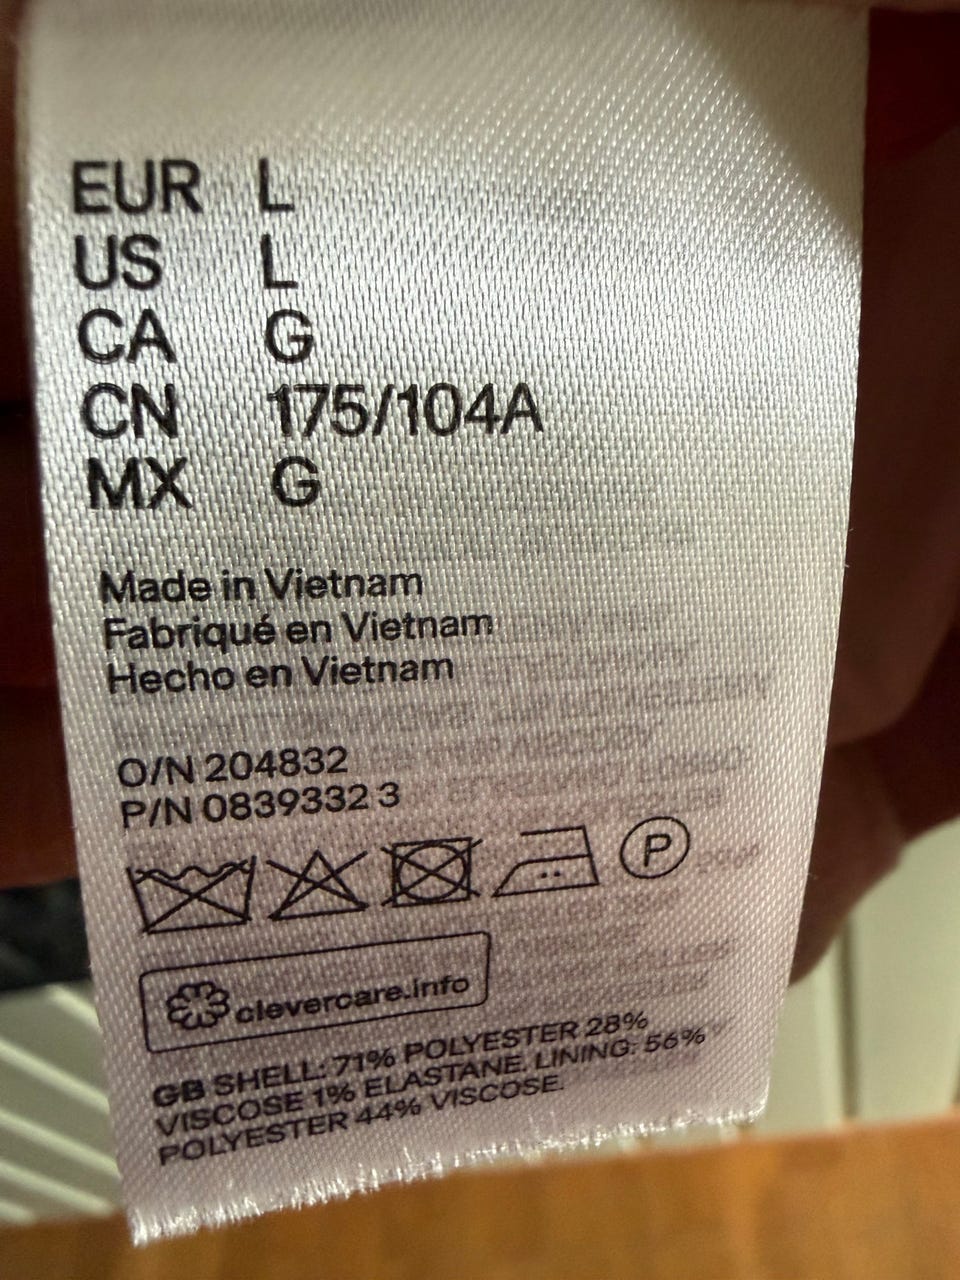 EUR L
US L
CA G
CN 175/104A
MX G
Made in Vietnam
Fabriqué en Vietnam
Hecho en Vietnam
O/N 204832
P/N 0839332 3
P
clevercare.info
GB SHELL: 71% POLYESTER 28%
VISCOSE 1% ELASTANE. LINING: 56%
POLYESTER 44% VISCOSE.